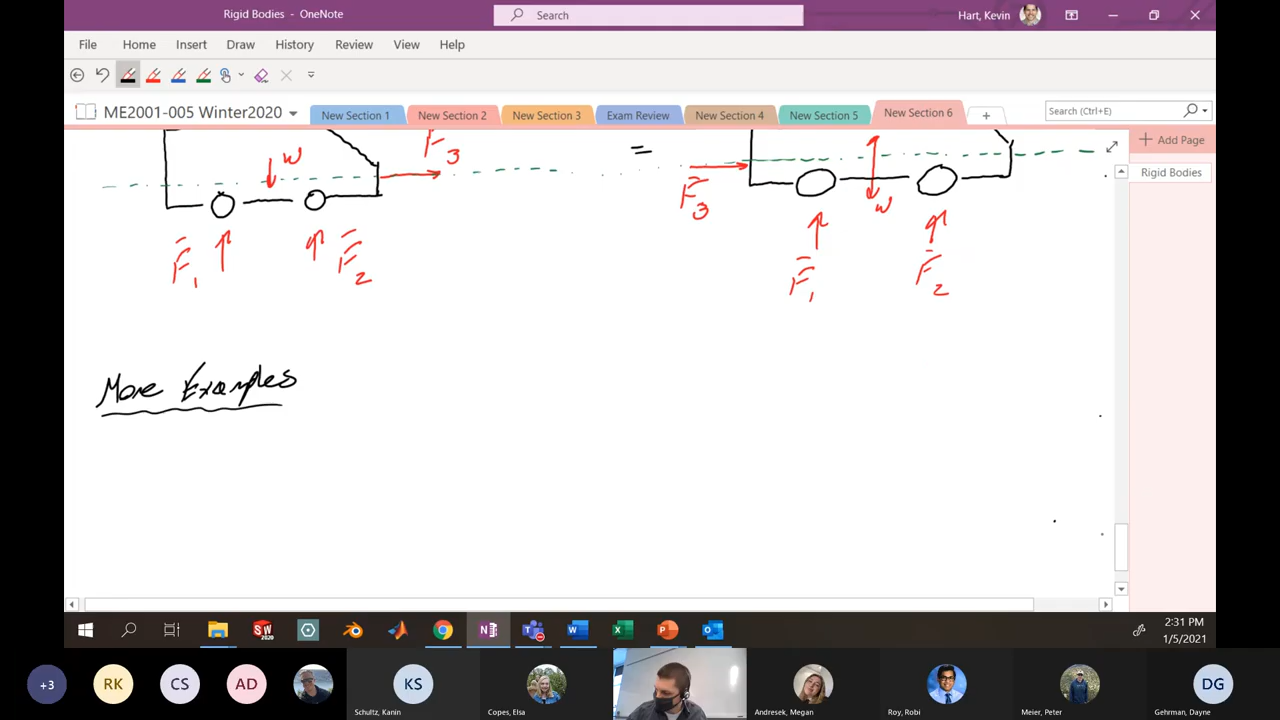 Rigid Bodies - OneNote
Search
Hart, Kevin
File Home Insert Draw History Review View Help
ME2001-005 Winter2020
New Section 1
New Section 2
New Section 3
Exam Review
New Section 4
New Section 5
New Section 6
Search (Ctrl+E)
Add Page
Rigid Bodies
W
F3
=
F3
W
F1
F2
F1
F2
More Examples
SW
2020
2:31 PM
1/5/2021
+3
RK
CS
AD
KS
DG
Schultz, Kanin
Copes, Elsa
Andresek, Megan
Roy, Robi
Meier, Peter
Gehrman, Dayne